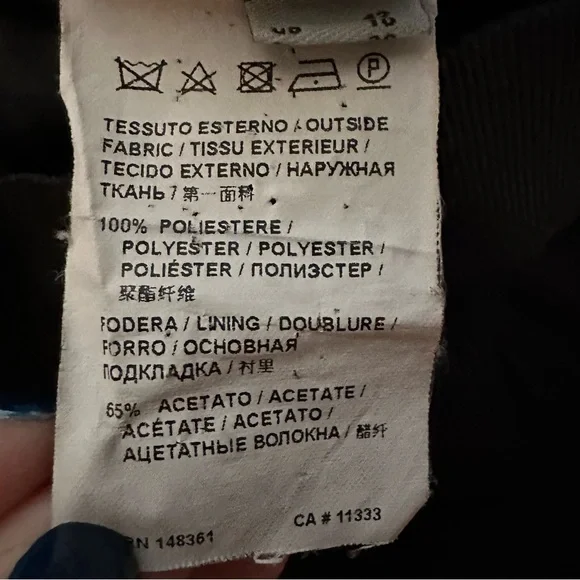 P
TESSUTO ESTERNO / OUTSIDE
FABRIC / TISSU EXTERIEUR /
TECIDO EXTERNO / НАРУЖНАЯ
ТКАНЬ / 第一面料
100% POLIESTERE /
POLYESTER / POLYESTER /
POLIÉSTER / ПОЛИЭСТЕР /
聚酯纤维
FODERA / LINING / DOUBLURE /
FORRO / ОСНОВНАЯ
ПОДКЛАДКА / 衬里
65% ACETATO / ACETATE /
ACÉTATE / ACETATO /
АЦЕТАТНЫЕ ВОЛОКНА / 醋纤
RN 148361
CA # 11333